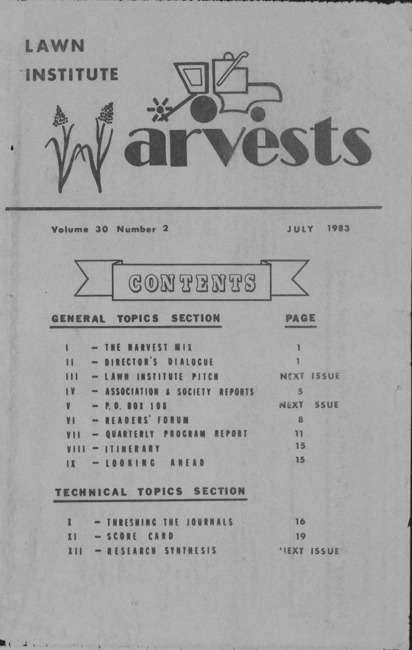 LAWN
INSTITUTE
Harvests
Volume 30 Number 2 JULY 1983
CONTENTS
GENERAL TOPICS SECTION PAGE
I - THE HARVEST MIX 1
II - DIRECTOR'S DIALOGUE 1
III - LAWN INSTITUTE PITCH NEXT ISSUE
IV - ASSOCIATION & SOCIETY REPORTS 5
V - P.O. BOX 108 NEXT SSUE
VI - READERS' FORUM 8
VII - QUARTERLY PROGRAM REPORT 11
VIII - ITINERARY 15
IX - LOOKING AHEAD 15
TECHNICAL TOPICS SECTION
X - THRESHING THE JOURNALS 16
XI - SCORE CARD 19
XII - RESEARCH SYNTHESIS NEXT ISSUE